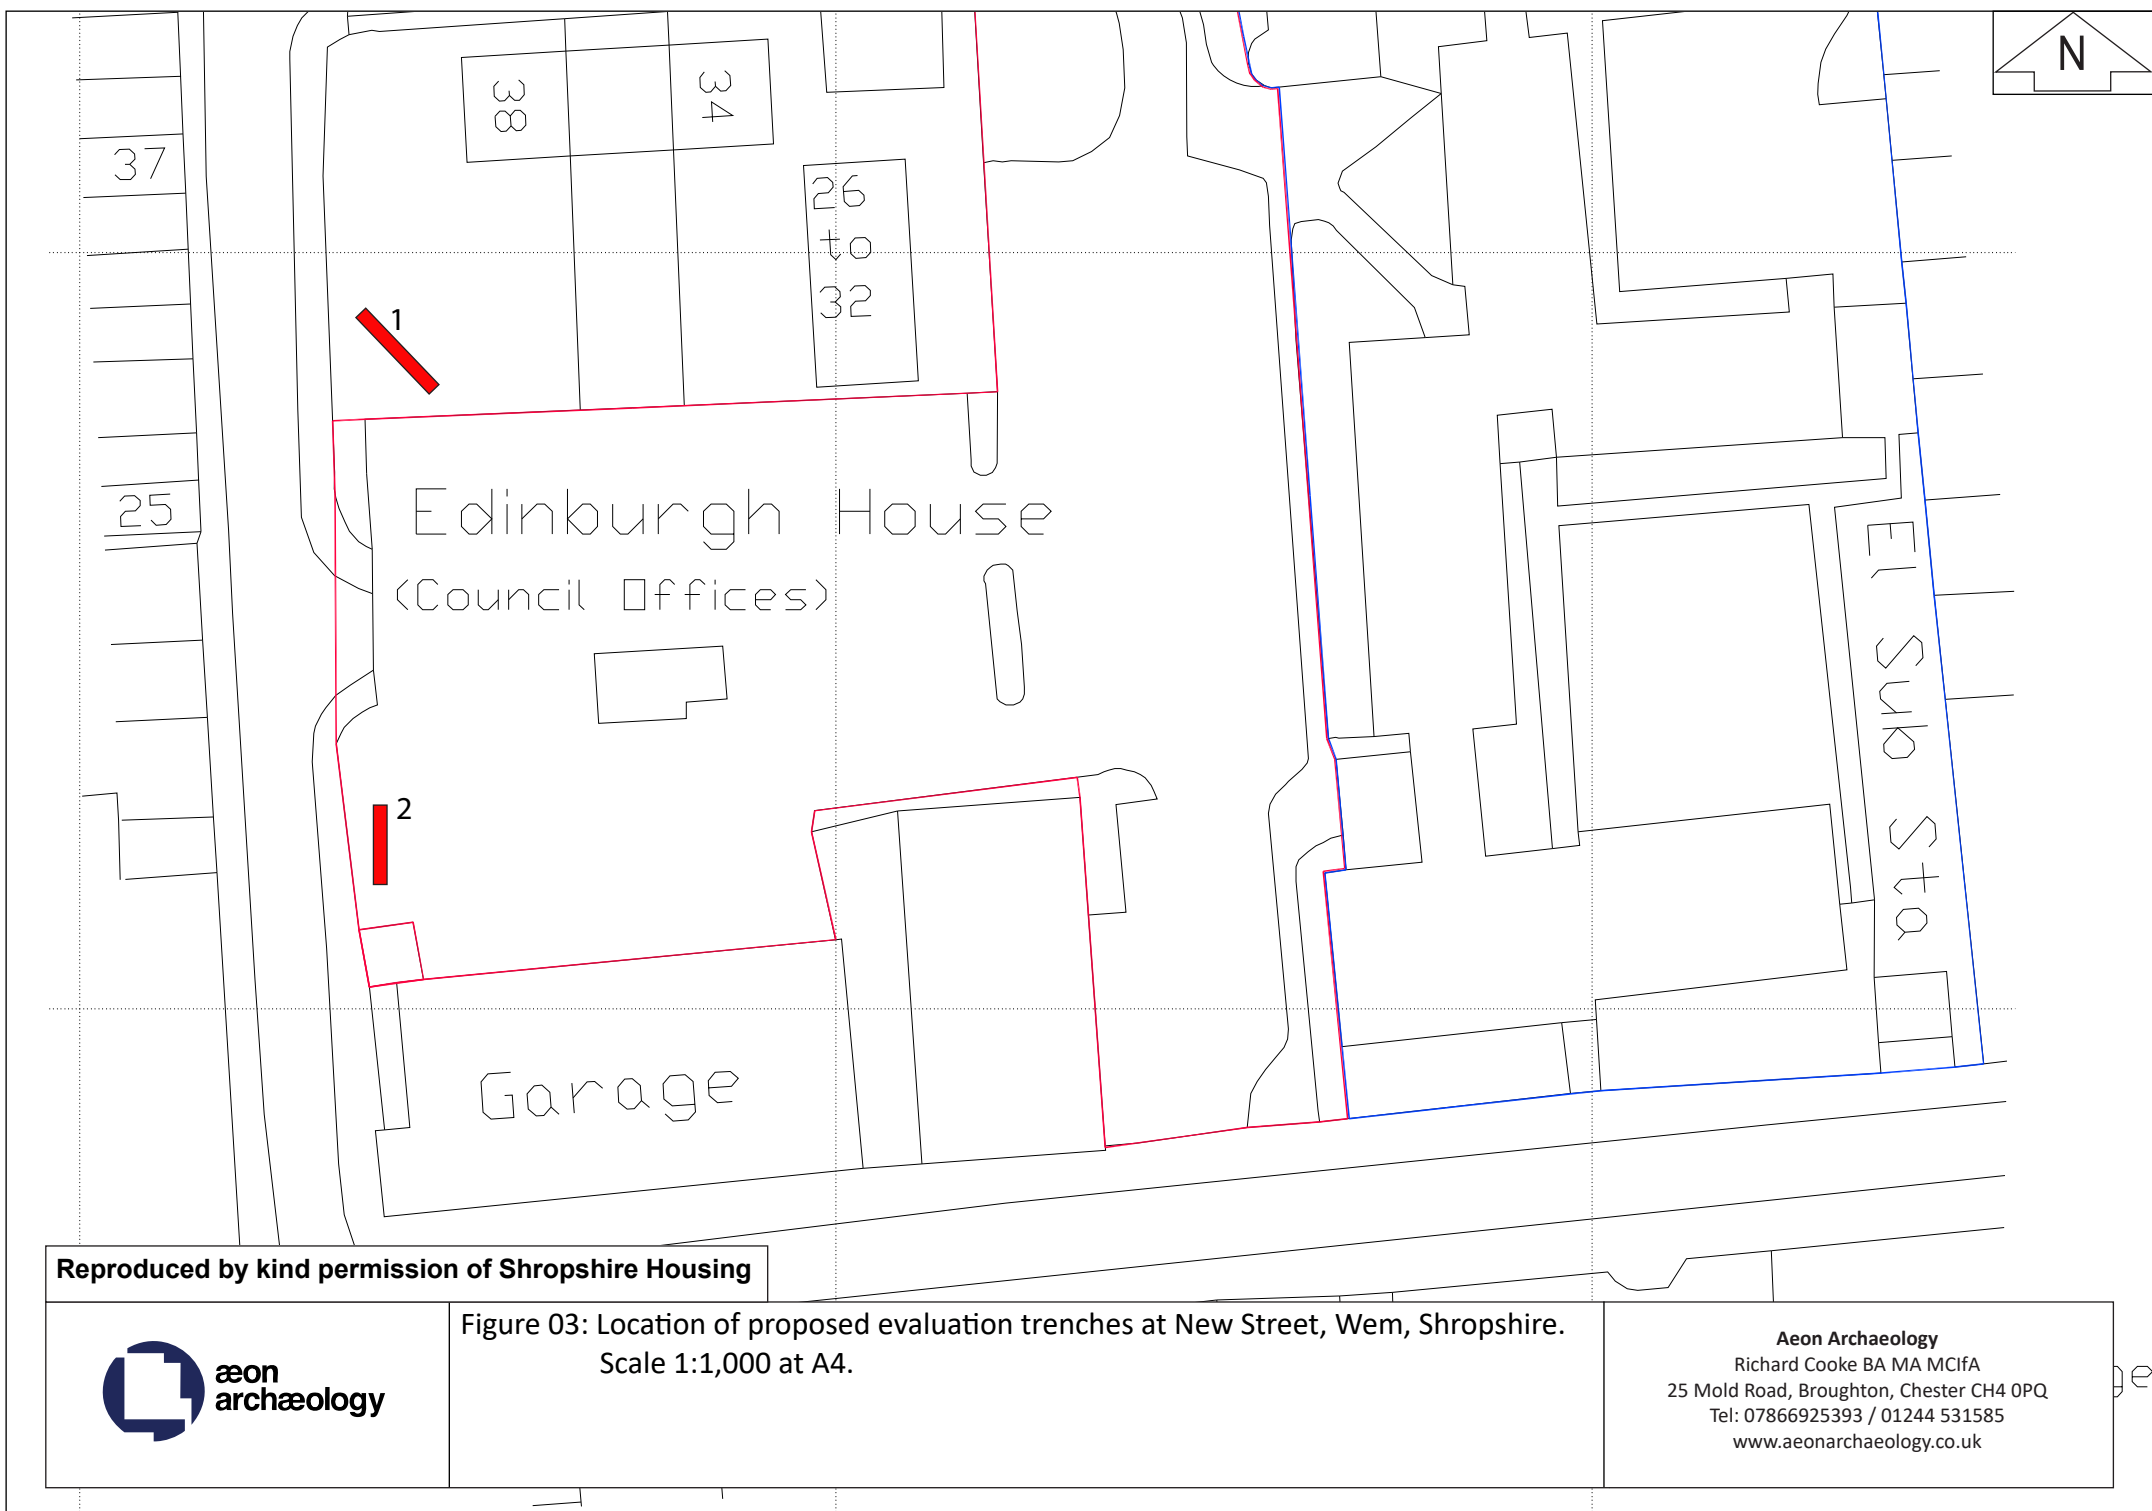 N
38
34
37
26
to
32
1
Edinburgh House
25
(Council Offices)
El Sub Sta
2
Garage
Reproduced by kind permission of Shropshire Housing
æon
archæology
Figure 03: Location of proposed evaluation trenches at New Street, Wem, Shropshire.
Scale 1:1,000 at A4.
Aeon Archaeology
Richard Cooke BA MA MCIfA
25 Mold Road, Broughton, Chester CH4 0PQ
Tel: 07866925393 / 01244 531585
www.aeonarchaeology.co.uk